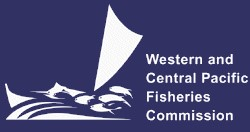 Western and
Central Pacific
Fisheries
Commission